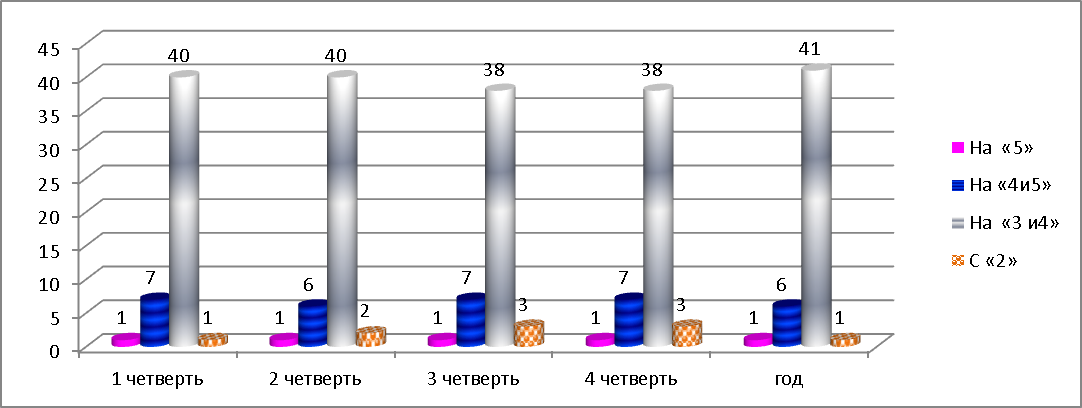 45
40
35
30
25
20
15
10
5
0
1 7 40 1
1 6 40 2
1 7 38 3
1 7 38 3
1 6 41 1
1 четверть 2 четверть 3 четверть 4 четверть год
На «5»
На «4и5»
На «3 и4»
С «2»